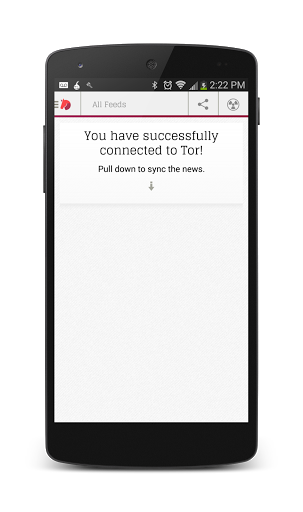 2:22 PM
All Feeds
You have successfully
connected to Tor!
Pull down to sync the news.